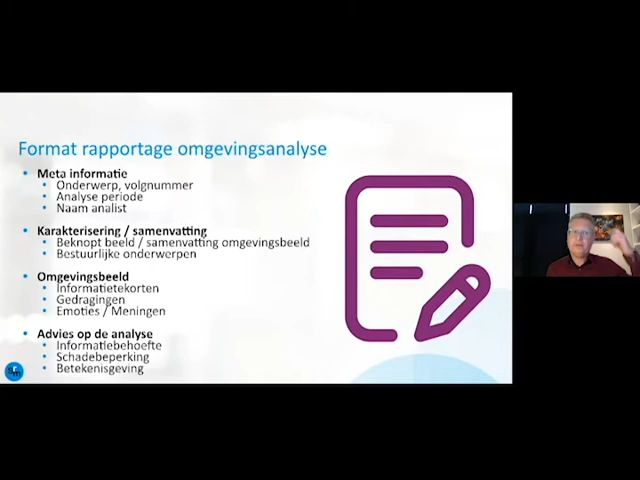 Format rapportage omgevingsanalyse
• Meta informatie
• Onderwerp, volgnummer
• Analyse periode
• Naam analist
• Karakterisering / samenvatting
• Beknopt beeld / samenvatting omgevingsbeeld
• Bestuurlijke onderwerpen
• Omgevingsbeeld
• Informatietekorten
• Gedragingen
• Emoties / Meningen
• Advies op de analyse
• Informatiebehoefte
• Schadebeperking
• Betekenisgeving